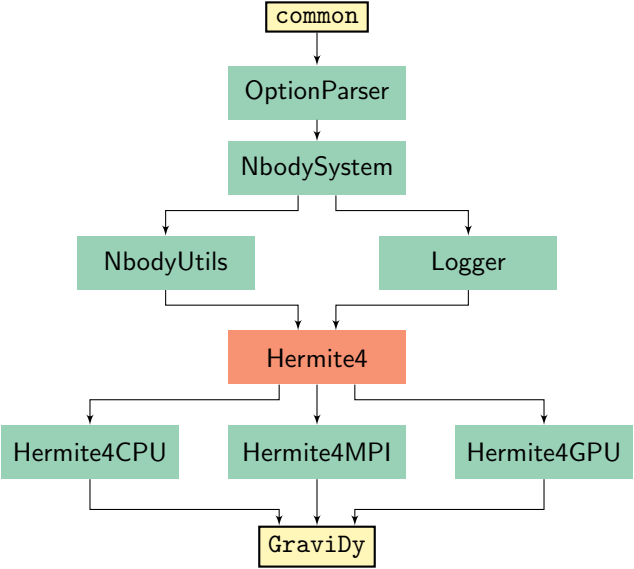 common
OptionParser
NbodySystem
NbodyUtils
Logger
Hermite4
Hermite4CPU
Hermite4MPI
Hermite4GPU
GraviDy